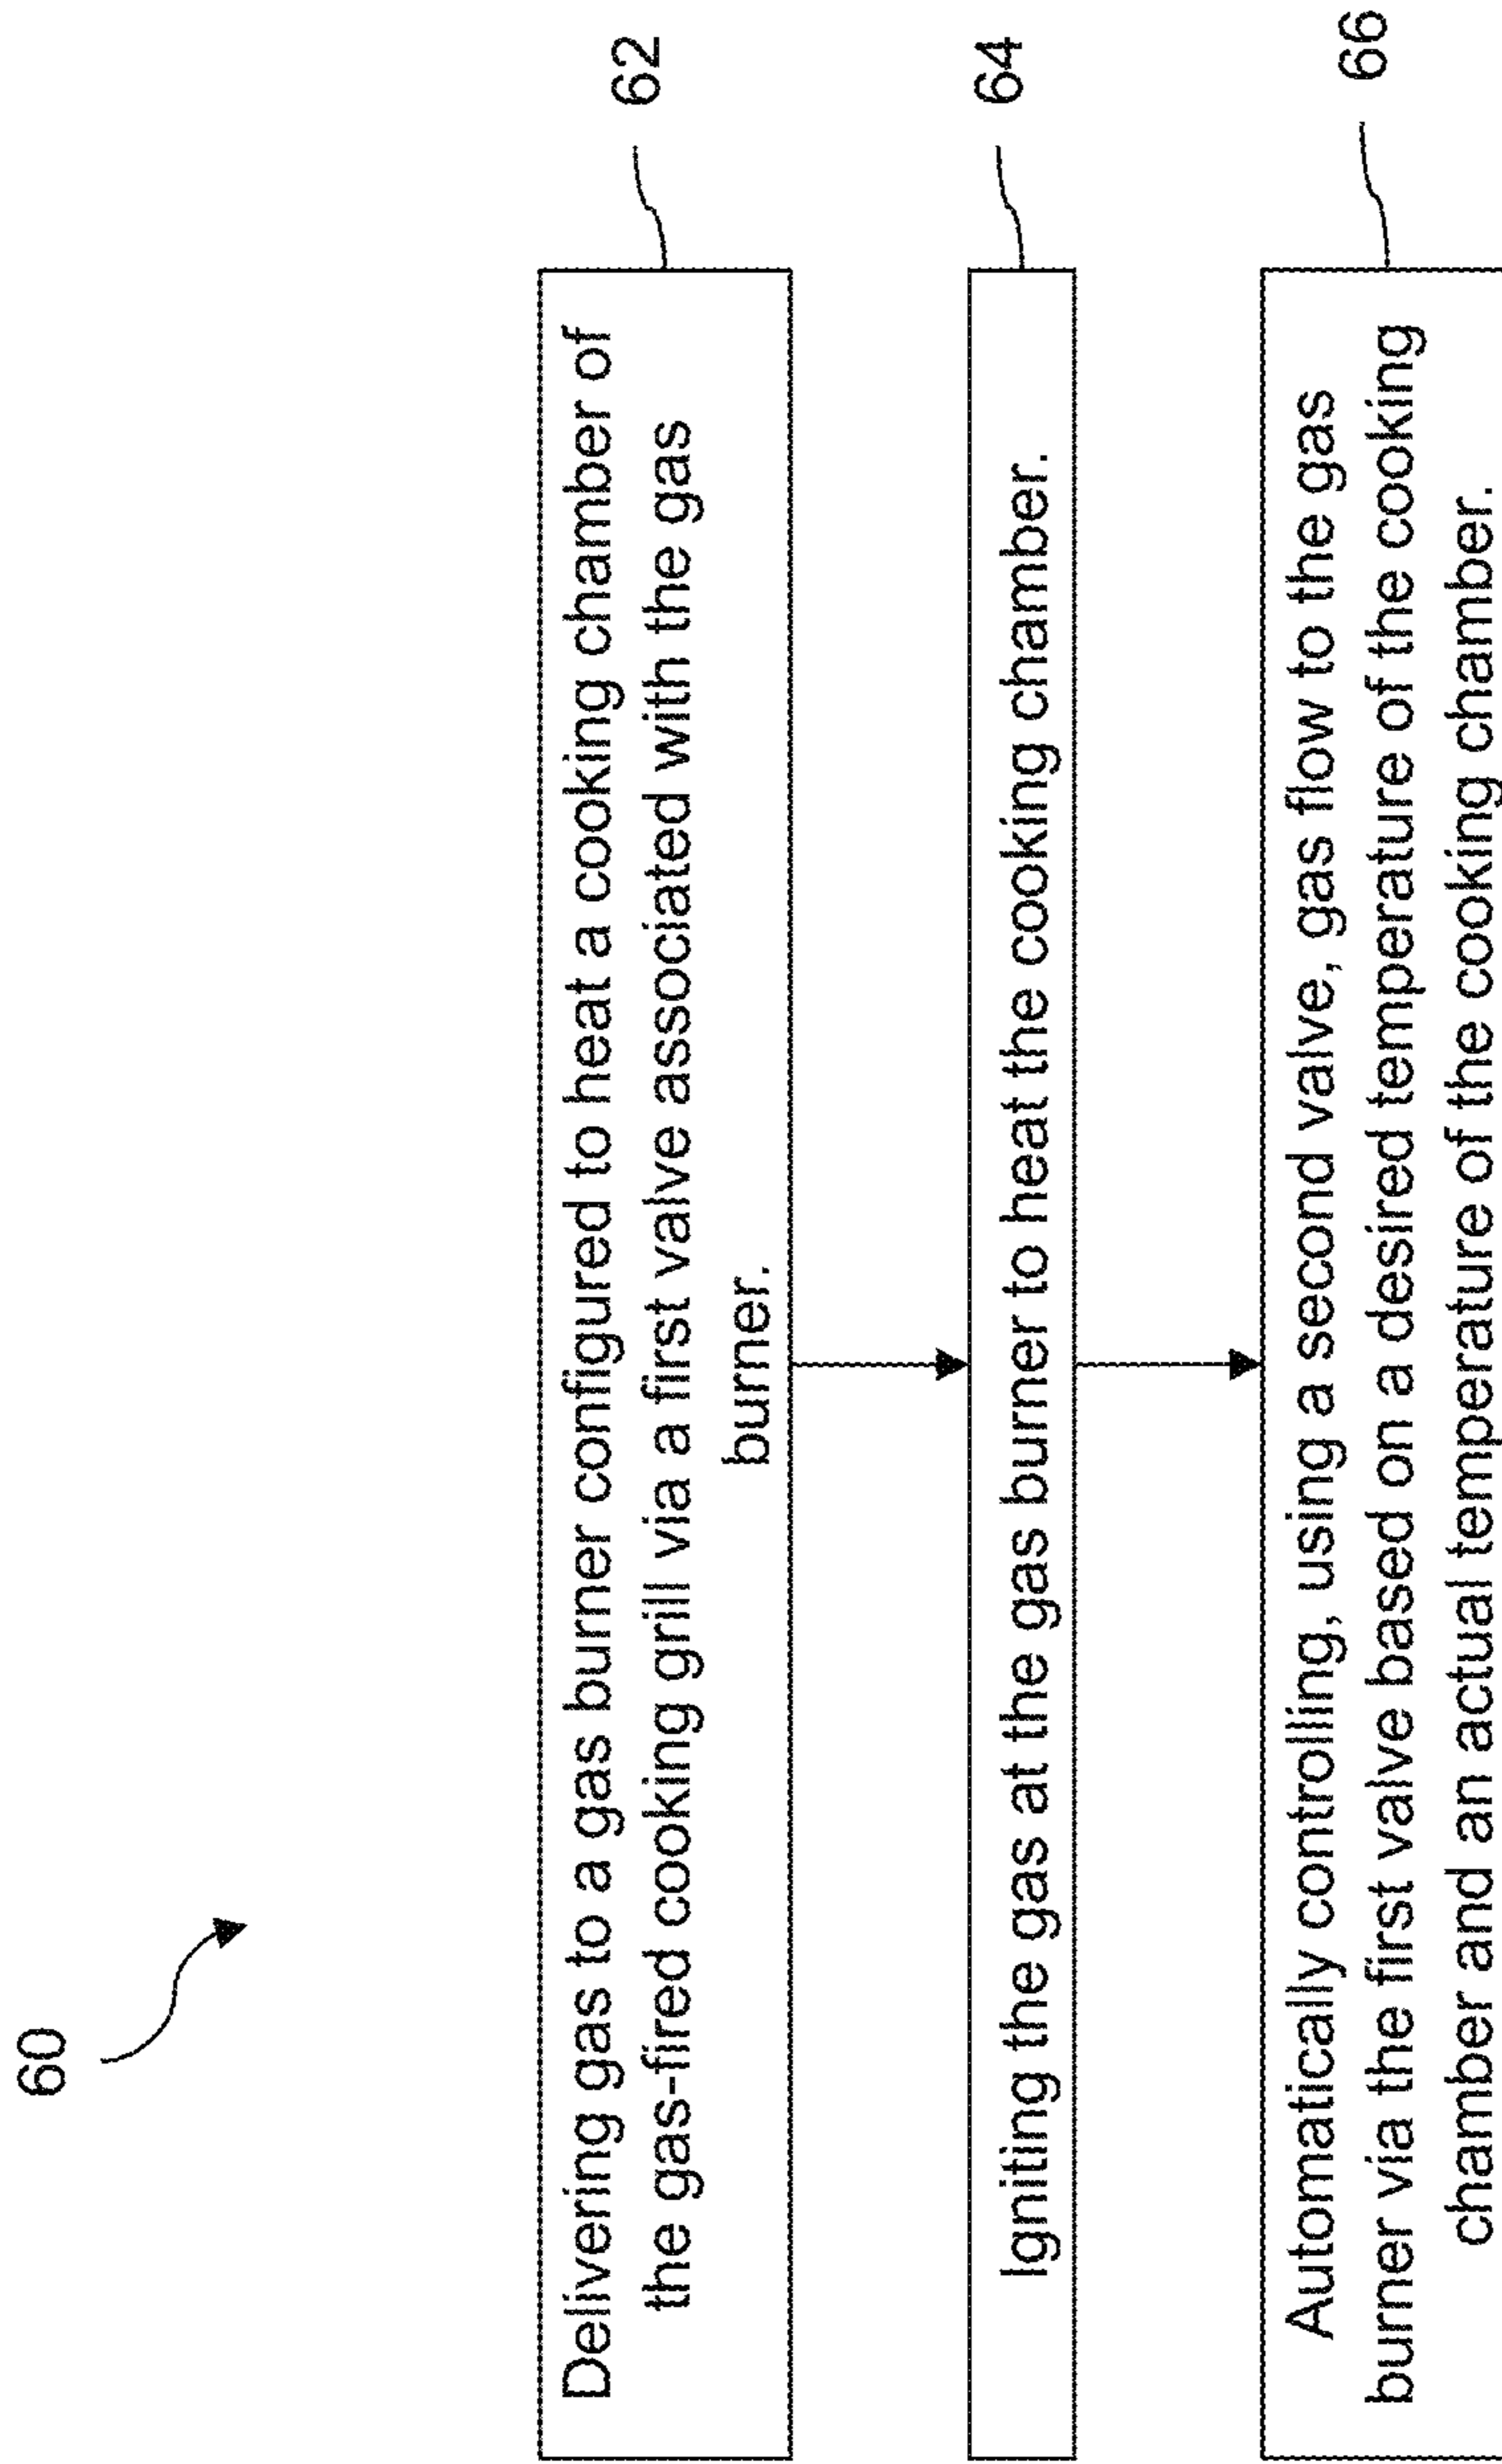 60
Delivering gas to a gas burner configured to heat a cooking chamber of
the gas-fired cooking grill via a first valve associated with the gas
burner.
62
Igniting the gas at the gas burner to heat the cooking chamber.
64
Automatically controlling, using a second valve, gas flow to the gas
burner via the first valve based on a desired temperature of the cooking
chamber and an actual temperature of the cooking chamber.
66